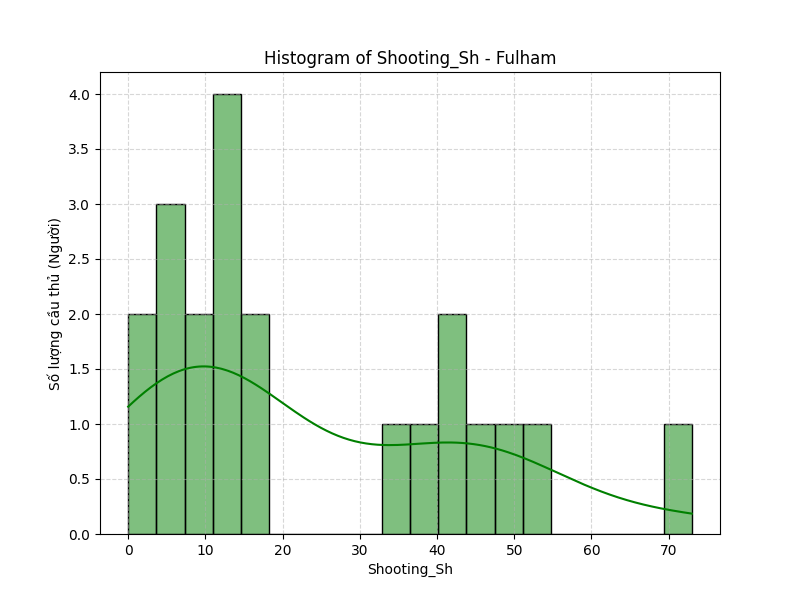 Histogram of Shooting_Sh - Fulham
Số lượng cầu thủ (Người)
4.0
3.5
3.0
2.5
2.0
1.5
1.0
0.5
0.0
0 10 20 30 40 50 60 70
Shooting_Sh